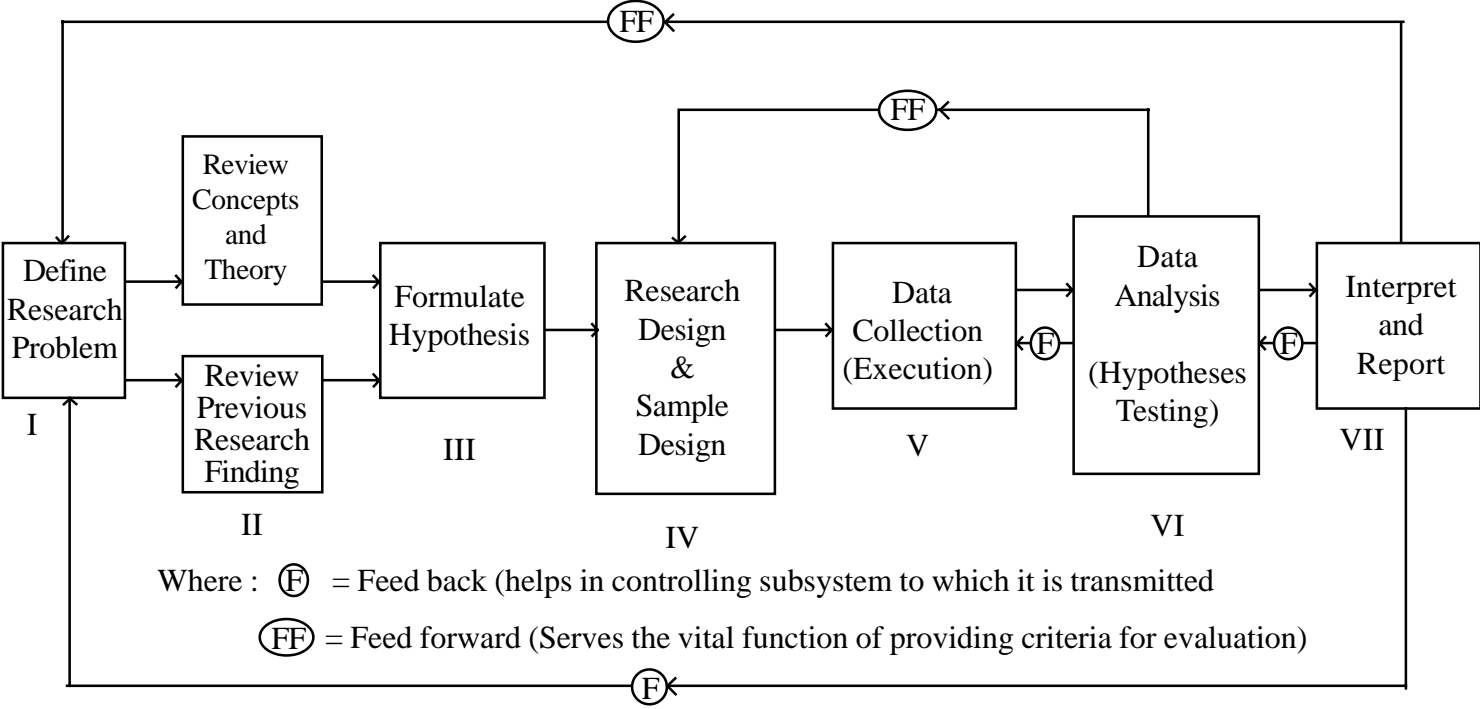 FF
FF
Review
Concepts
and
Theory
Define
Research
Problem
I
Review
Previous
Research
Finding
II
Formulate
Hypothesis
III
Research
Design
&
Sample
Design
IV
Data
Collection
(Execution)
V
F
Data
Analysis
(Hypotheses
Testing)
VI
F
Interpret
and
Report
VII
Where : F = Feed back (helps in controlling subsystem to which it is transmitted
FF = Feed forward (Serves the vital function of providing criteria for evaluation)
F